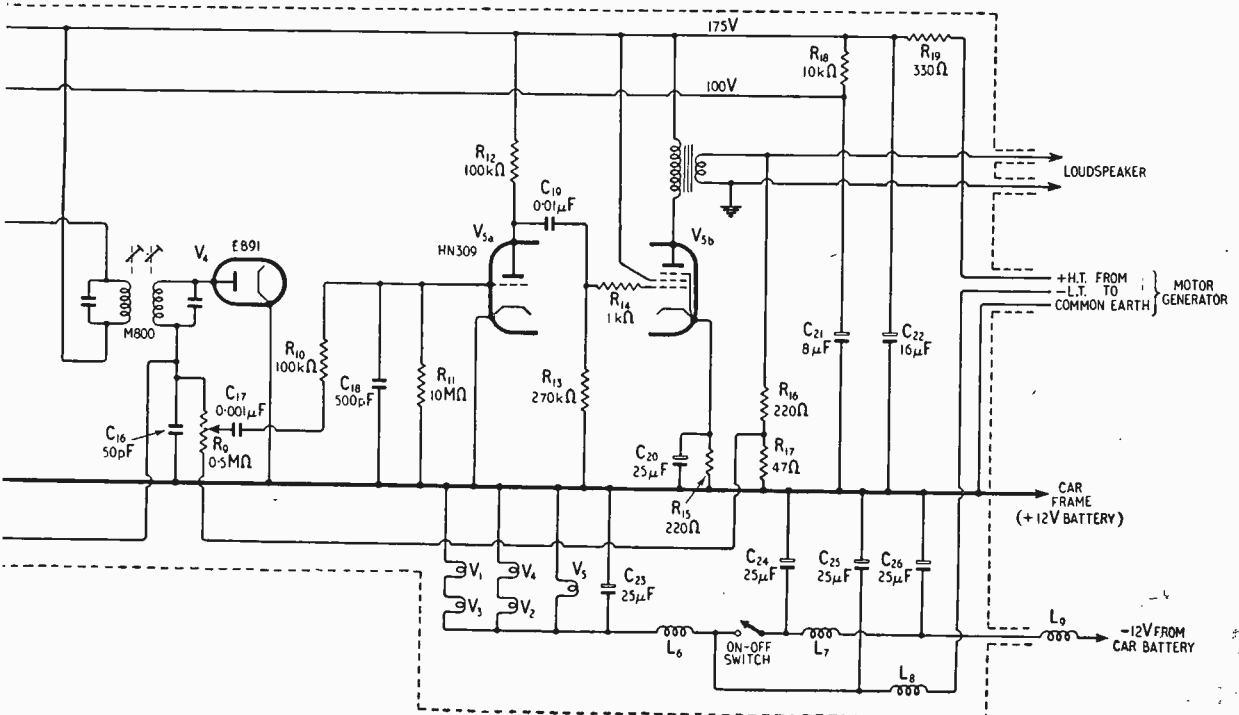 175V
R18
10kΩ
R19
330Ω
100V
R12
100kΩ
C19
0·01μF
LOUDSPEAKER
V4
EB91
V5a
HN309
V5b
+H.T. FROM
-L.T. TO
COMMON EARTH
MOTOR
GENERATOR
M800
R14
1kΩ
R10
100kΩ
C18
500pF
R11
10MΩ
R13
270kΩ
C21
8μF
C22
16μF
C17
0·001μF
R16
220Ω
C16
50pF
R9
0·5MΩ
C20
25μF
R17
47Ω
R15
220Ω
CAR
FRAME
(+12V BATTERY)
V1
V3
V4
V2
V5
C23
25μF
C24
25μF
C25
25μF
C26
25μF
L6
ON-OFF
SWITCH
L7
L8
L9
-12V FROM
CAR BATTERY